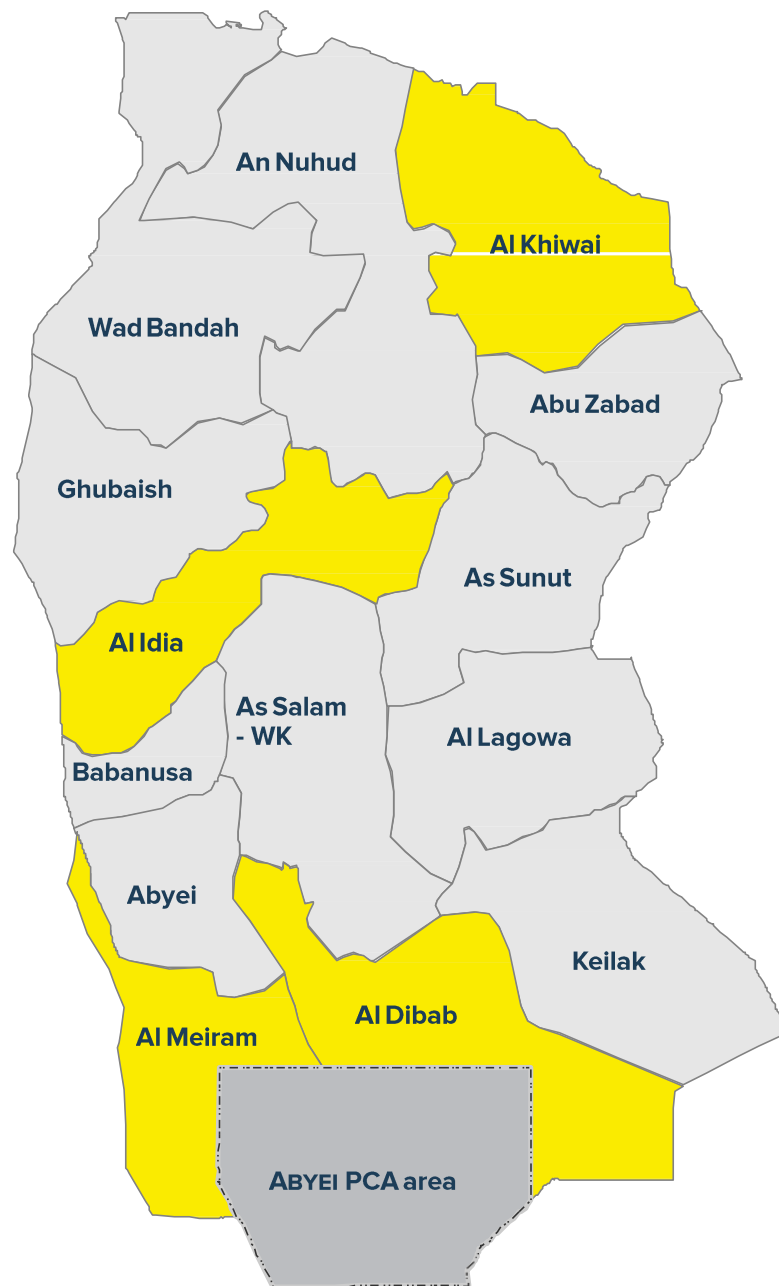 An Nuhud
Al Khiwai
Wad Bandah
Abu Zabad
Ghubaish
As Sunut
Al Idia
As Salam
- WK
Al Lagowa
Babanusa
Abyei
Keilak
Al Dibab
Al Meiram
ABYEI PCA area